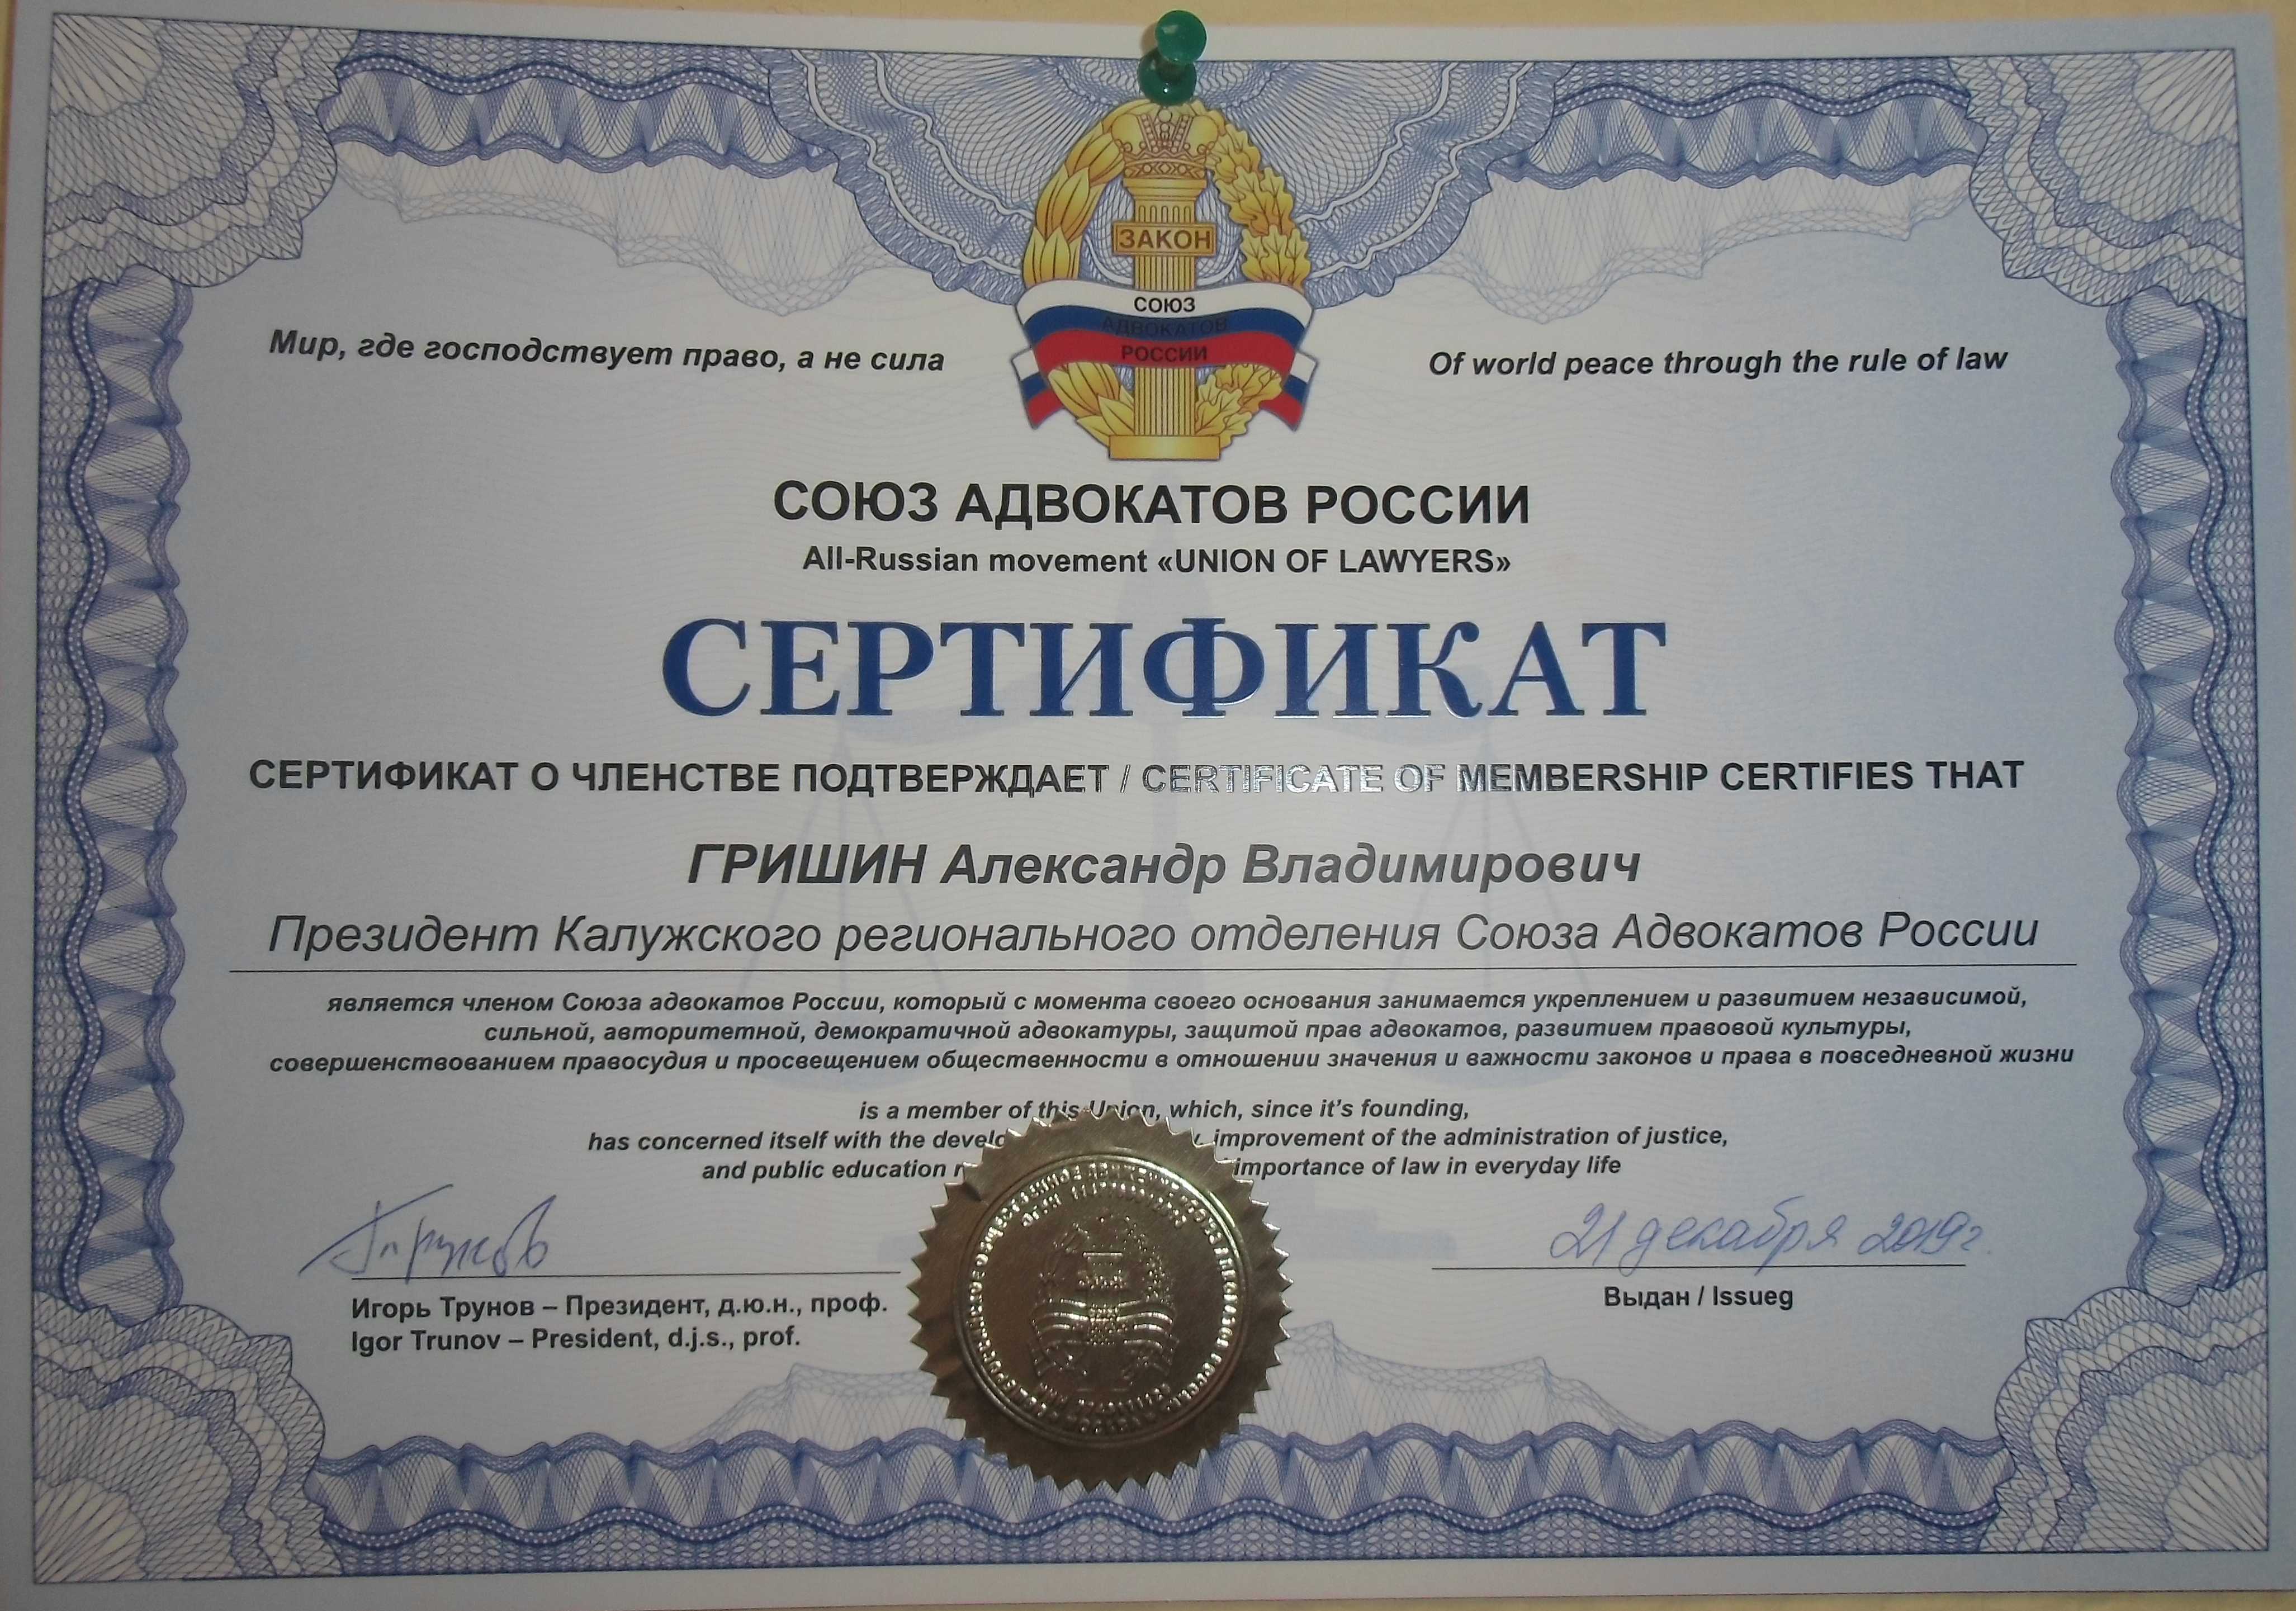 ЗАКОН
СОЮЗ
АДВОКАТОВ
РОССИИ
Мир, где господствует право, а не сила
Of world peace through the rule of law
СОЮЗ АДВОКАТОВ РОССИИ
All-Russian movement «UNION OF LAWYERS»
СЕРТИФИКАТ
СЕРТИФИКАТ О ЧЛЕНСТВЕ ПОДТВЕРЖДАЕТ / CERTIFICATE OF MEMBERSHIP CERTIFIES THAT
ГРИШИН Александр Владимирович
Президент Калужского регионального отделения Союза Адвокатов России
является членом Союза адвокатов России, который с момента своего основания занимается укреплением и развитием независимой,
сильной, авторитетной, демократичной адвокатуры, защитой прав адвокатов, развитием правовой культуры,
совершенствованием правосудия и просвещением общественности в отношении значения и важности законов и права в повседневной жизни
is a member of this Union, which, since it's founding,
has concerned itself with the improvement of the administration of justice,
and public education importance of law in everyday life
21 декабря 2019г.
Игорь Трунов – Президент, д.ю.н., проф.
Igor Trunov – President, d.j.s., prof.
Выдан / Issueg